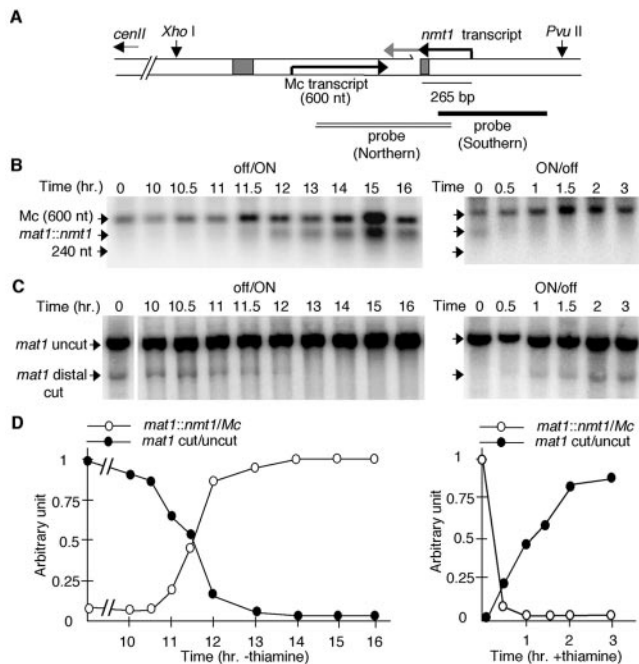 A
cenII
Xho I
nmt1 transcript
Pvu II
Mc transcript
(600 nt)
265 bp
probe
(Northern)
probe
(Southern)
B
off/ON
ON/off
Time (hr.) 0 10 10.5 11 11.5 12 13 14 15 16
Time (hr.) 0 0.5 1 1.5 2 3
Mc (600 nt)
mat1::nmt1
240 nt
C
off/ON
ON/off
Time (hr.) 0 10 10.5 11 11.5 12 13 14 15 16
Time 0 0.5 1 1.5 2 3
mat1 uncut
mat1 distal
cut
D
mat1::nmt1/Mc
mat1 cut/uncut
Arbitrary unit
1
0.75
0.5
0.25
0
10 11 12 13 14 15 16
Time (hr. -thiamine)
mat1::nmt1/Mc
mat1 cut/uncut
Arbitrary unit
1
0.75
0.5
0.25
0
1 2 3
Time (hr. +thiamine)